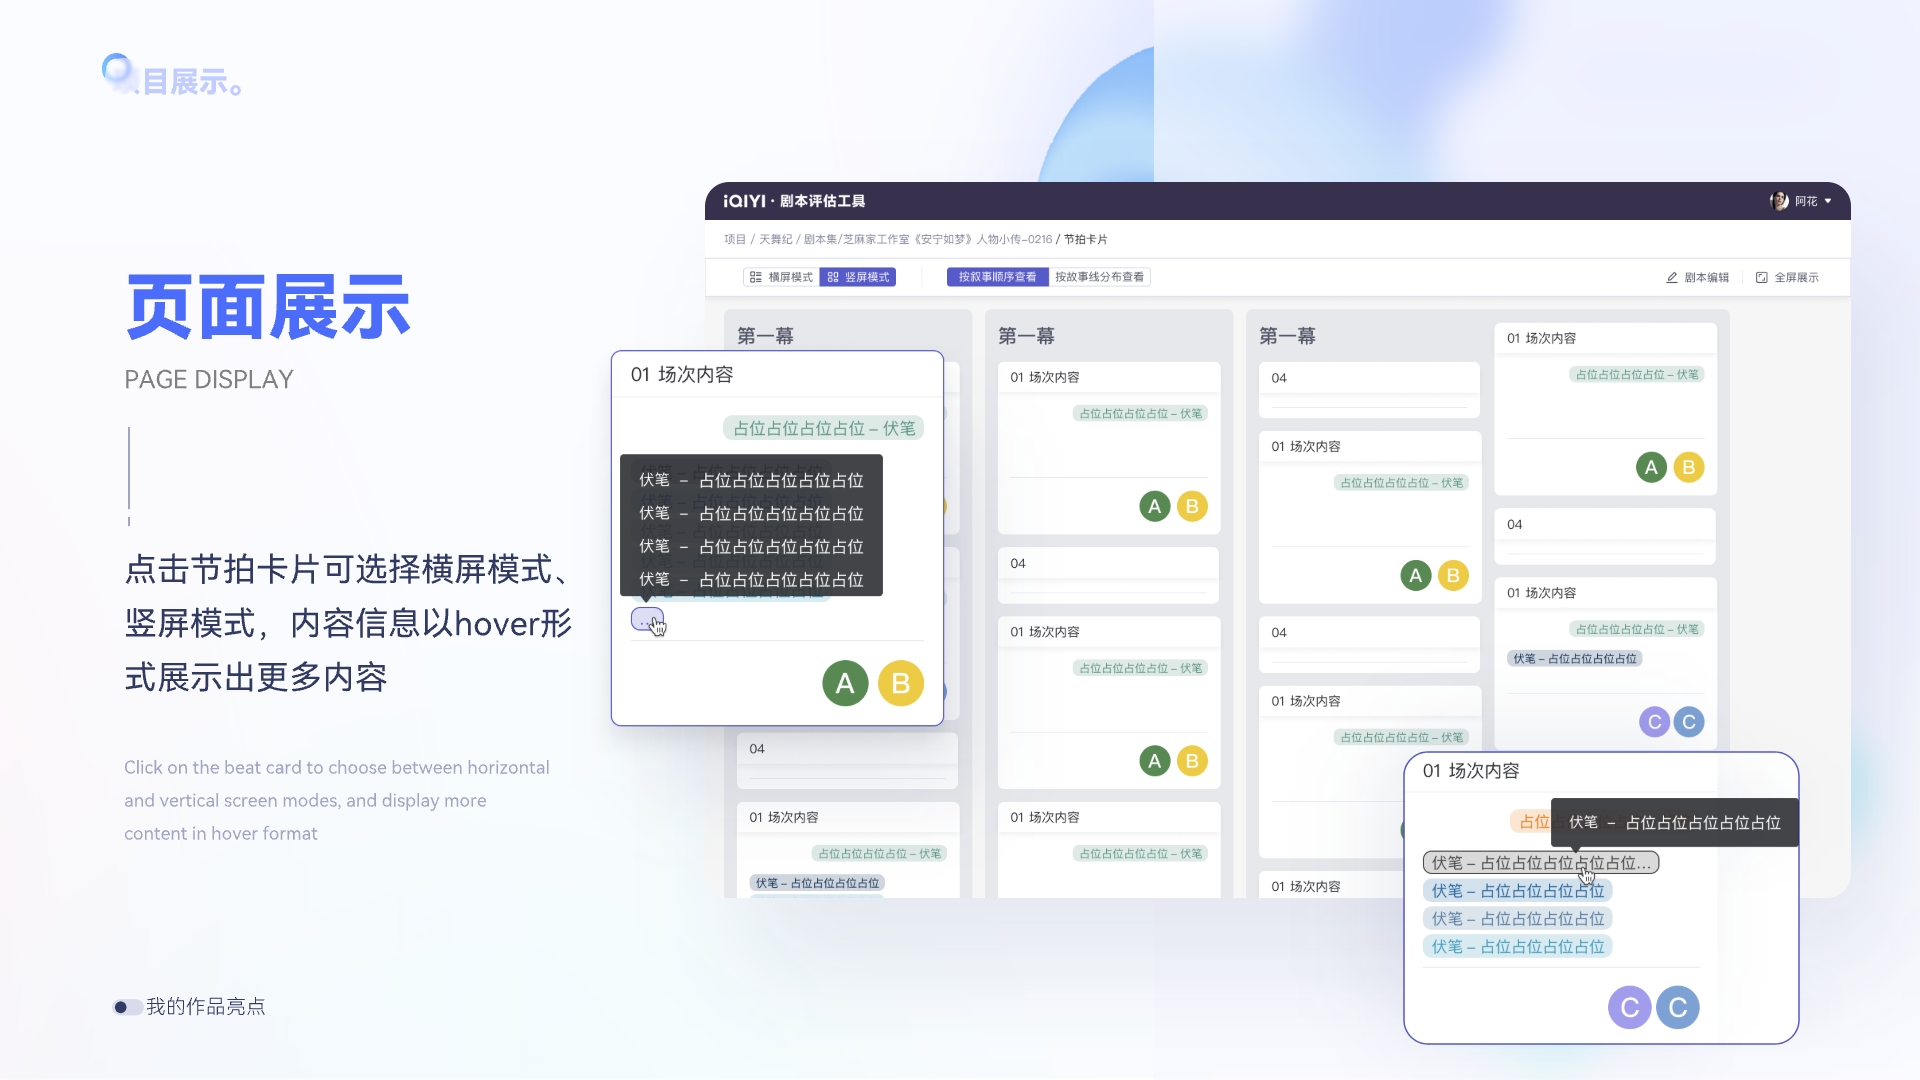 目展示。
页面展示
PAGE DISPLAY
点击节拍卡片可选择横屏模式、
竖屏模式，内容信息以hover形
式展示出更多内容
Click on the beat card to choose between horizontal
and vertical screen modes, and display more
content in hover format
我的作品亮点
iQIYI · 剧本评估工具
阿花
项目 / 天舞纪 / 剧本集/芝麻家工作室《安宁如梦》人物小传-0216 / 节拍卡片
横屏模式 竖屏模式 按叙事顺序查看 按故事线分布查看 剧本编辑 全屏展示
第一幕
01 场次内容
占位占位占位占位 – 伏笔
伏笔 – 占位占位占位占位占位
伏笔 – 占位占位占位占位占位
伏笔 – 占位占位占位占位占位
伏笔 – 占位占位占位占位占位
...
A B
04
01 场次内容
占位占位占位占位 – 伏笔
伏笔 – 占位占位占位占位
第一幕
01 场次内容
占位占位占位占位 – 伏笔
A B
04
01 场次内容
占位占位占位占位 – 伏笔
A B
01 场次内容
占位占位占位占位 – 伏笔
第一幕
04
01 场次内容
占位占位占位占位 – 伏笔
A B
04
01 场次内容
占位占位占位占位 – 伏笔
01 场次内容
01 场次内容
占位占位占位占位 – 伏笔
A B
04
01 场次内容
占位占位占位占位 – 伏笔
伏笔 – 占位占位占位占位
C C
01 场次内容
占位
伏笔 – 占位占位占位占位占位
伏笔 – 占位占位占位占位占位...
伏笔 – 占位占位占位占位
伏笔 – 占位占位占位占位
伏笔 – 占位占位占位占位
C C